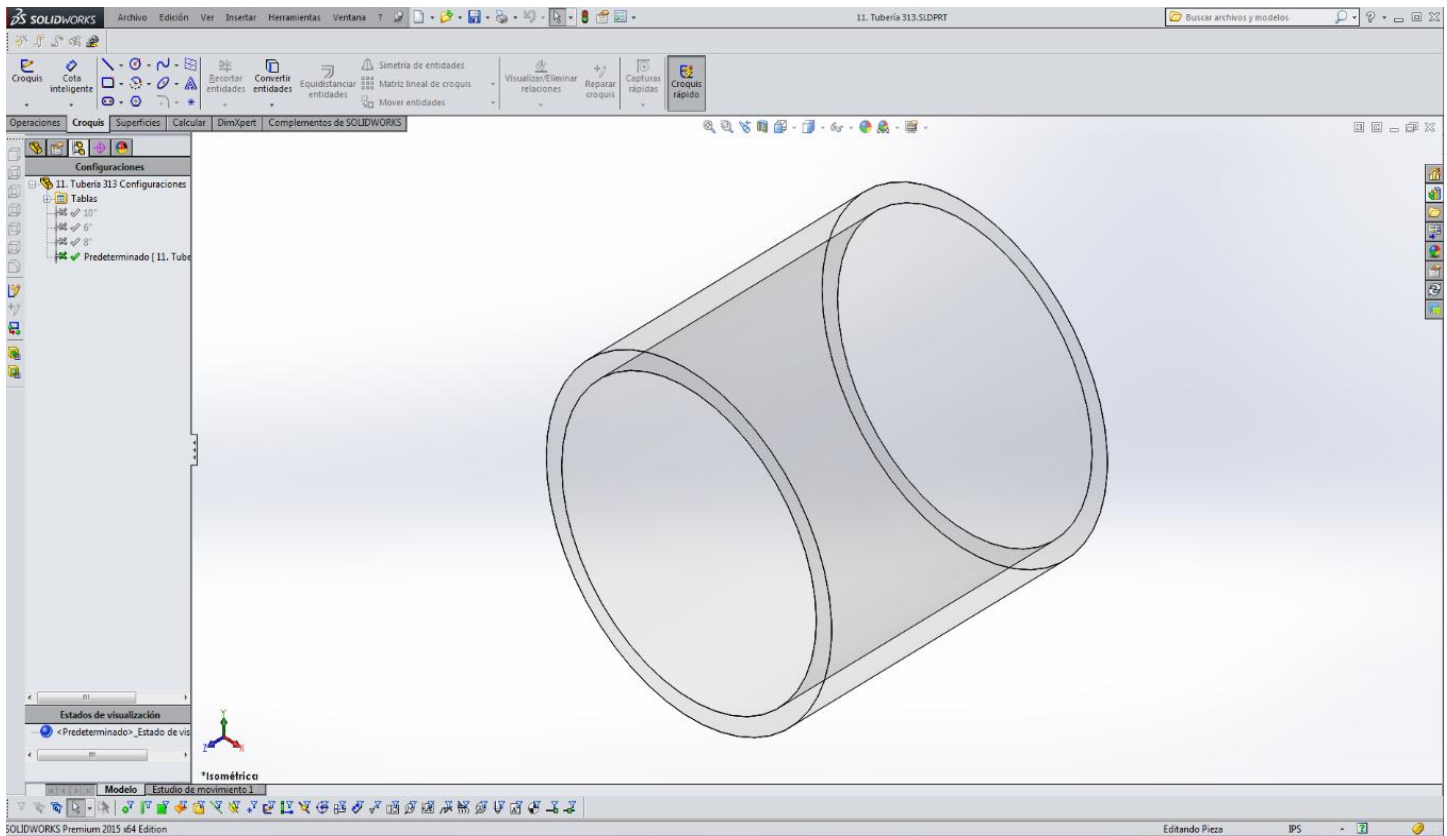 SOLIDWORKS Archivo Edición Ver Insertar Herramientas Ventana ? 11. Tubería 313.SLDPRT Buscar archivos y modelos
Croquis Cota inteligente Recortar entidades Convertir entidades Equidistanciar entidades Simetría de entidades Matriz lineal de croquis Mover entidades Visualizar/Eliminar relaciones Reparar croquis Capturas rápidas Croquis rápido
Operaciones Croquis Superficies Calcular DimXpert Complementos de SOLIDWORKS
Configuraciones
11. Tubería 313 Configuraciones
Tablas
10"
6"
8"
Predeterminado [ 11. Tube
Estados de visualización
<Predeterminado>_Estado de vis
Y
Z X
*Isométrica
Modelo Estudio de movimiento 1
SOLIDWORKS Premium 2015 x64 Edition Editando Pieza IPS